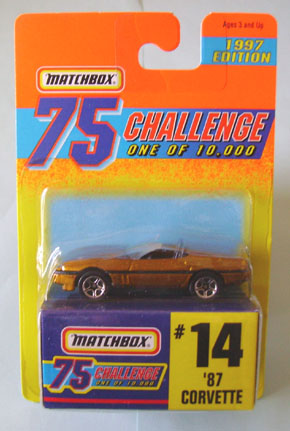 Ages 3 and Up
1997
EDITION
MATCHBOX
75 CHALLENGE
ONE OF 10,000
MATCHBOX
75 CHALLENGE
ONE OF 10,000
#14
'87
CORVETTE